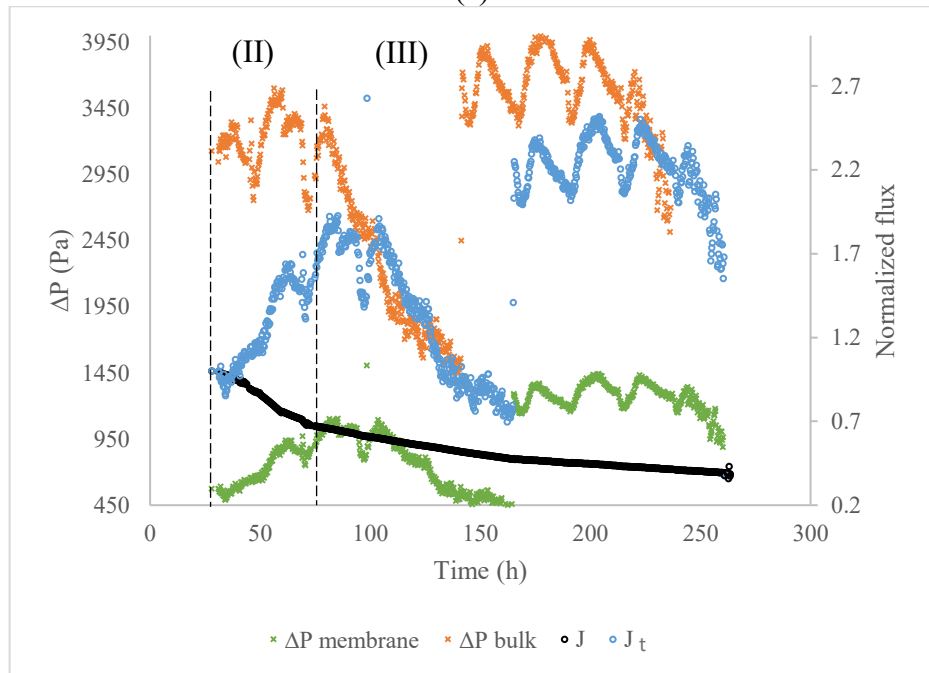 (II) (III)
3950
3450
2950
2450
1950
1450
950
450
ΔP (Pa)
2.7
2.2
1.7
1.2
0.7
0.2
Normalized flux
0 50 100 150 200 250 300
Time (h)
ΔP membrane ΔP bulk J J t